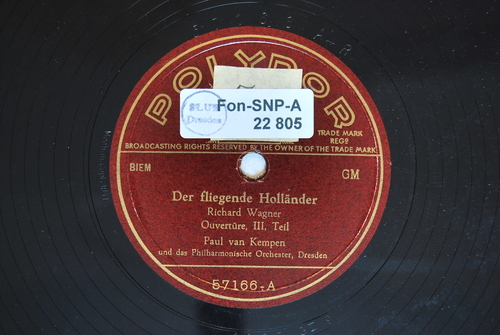 POLYDOR
SLUB
Dresden
Fon-SNP-A
22 805
TRADE MARK
REGD
BROADCASTING RIGHTS RESERVED BY THE OWNER OF THE TRADE MARK
BIEM
GM
Der fliegende Holländer
Richard Wagner
Ouvertüre, III. Teil
Paul van Kempen
und das Philharmonische Orchester, Dresden
57166-A